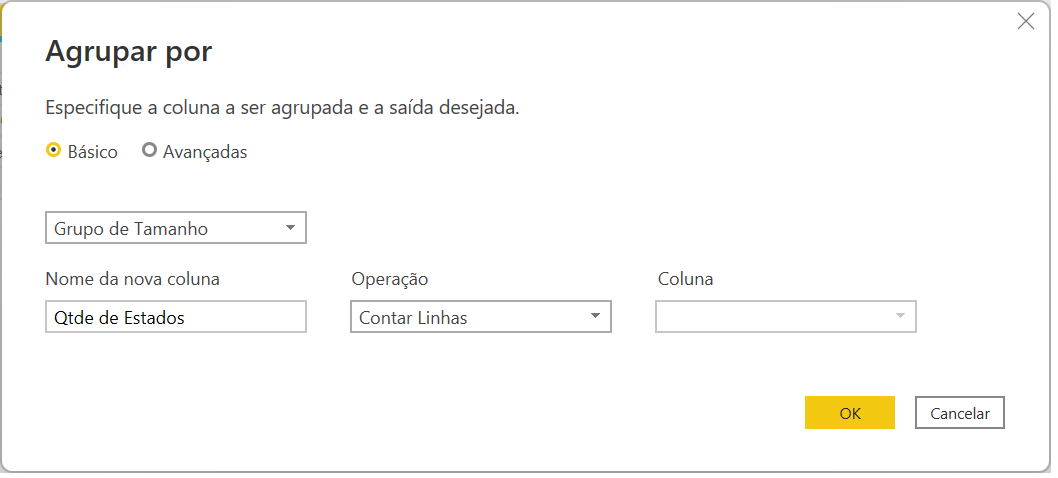 Agrupar por
Especifique a coluna a ser agrupada e a saída desejada.
Básico Avançadas
Grupo de Tamanho
Nome da nova coluna Operação Coluna
Qtde de Estados Contar Linhas
OK Cancelar